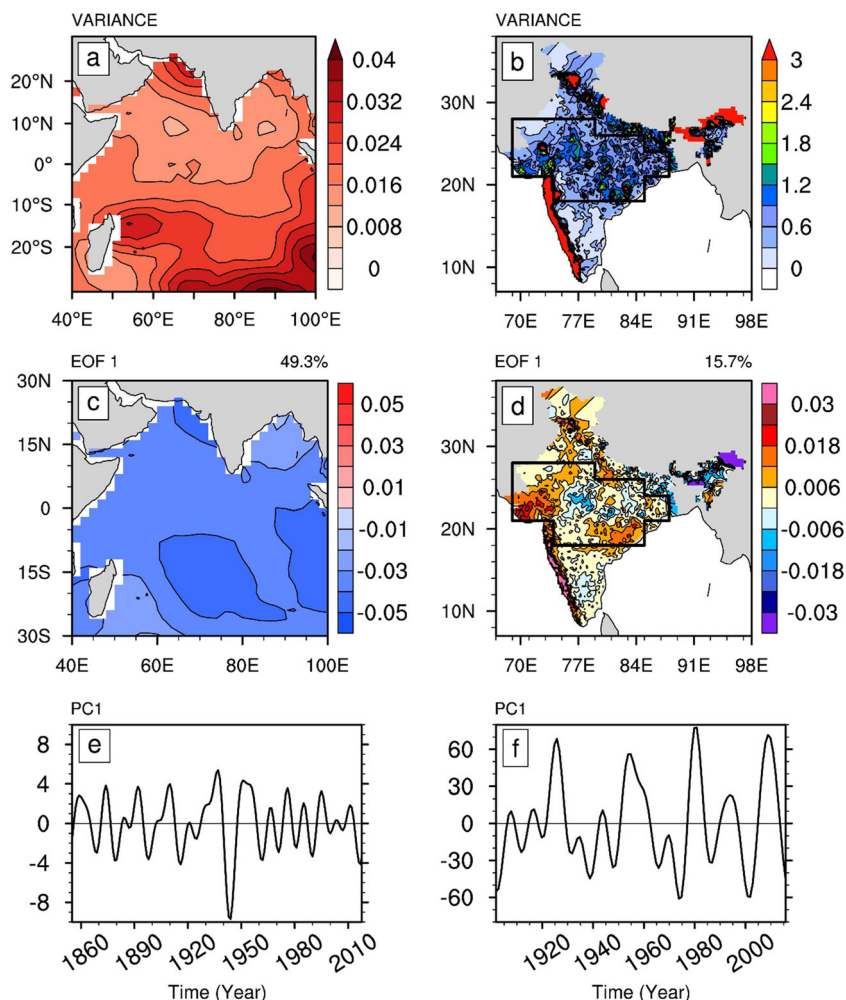 VARIANCE
a
20°N
10°N
0°
10°S
20°S
40°E 60°E 80°E 100°E
0.04
0.032
0.024
0.016
0.008
0
VARIANCE
b
30N
20N
10N
70E 77E 84E 91E 98E
3
2.4
1.8
1.2
0.6
0
EOF 1 49.3%
c
30N
15N
0
15S
30S
40E 60E 80E 100E
0.05
0.03
0.01
-0.01
-0.03
-0.05
EOF 1 15.7%
d
30N
20N
10N
70E 77E 84E 91E 98E
0.03
0.018
0.006
-0.006
-0.018
-0.03
PC1
e
8
4
0
-4
-8
1860 1890 1920 1950 1980 2010
Time (Year)
PC1
f
60
30
0
-30
-60
1920 1940 1960 1980 2000
Time (Year)